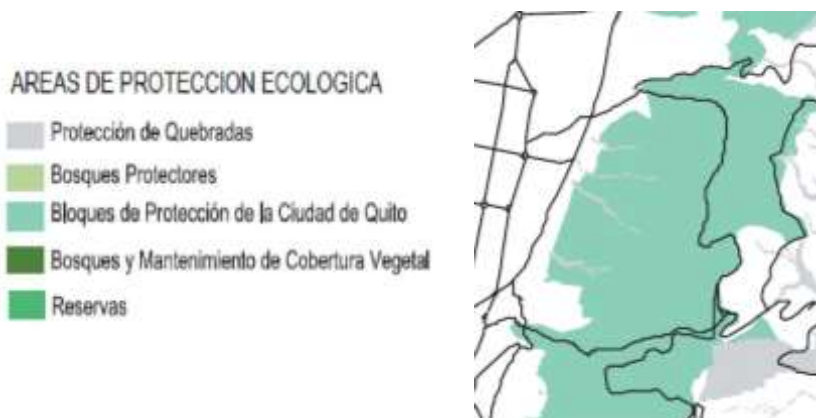 AREAS DE PROTECCION ECOLOGICA
Protección de Quebradas
Bosques Protectores
Bloques de Protección de la Ciudad de Quito
Bosques y Mantenimiento de Cobertura Vegetal
Reservas